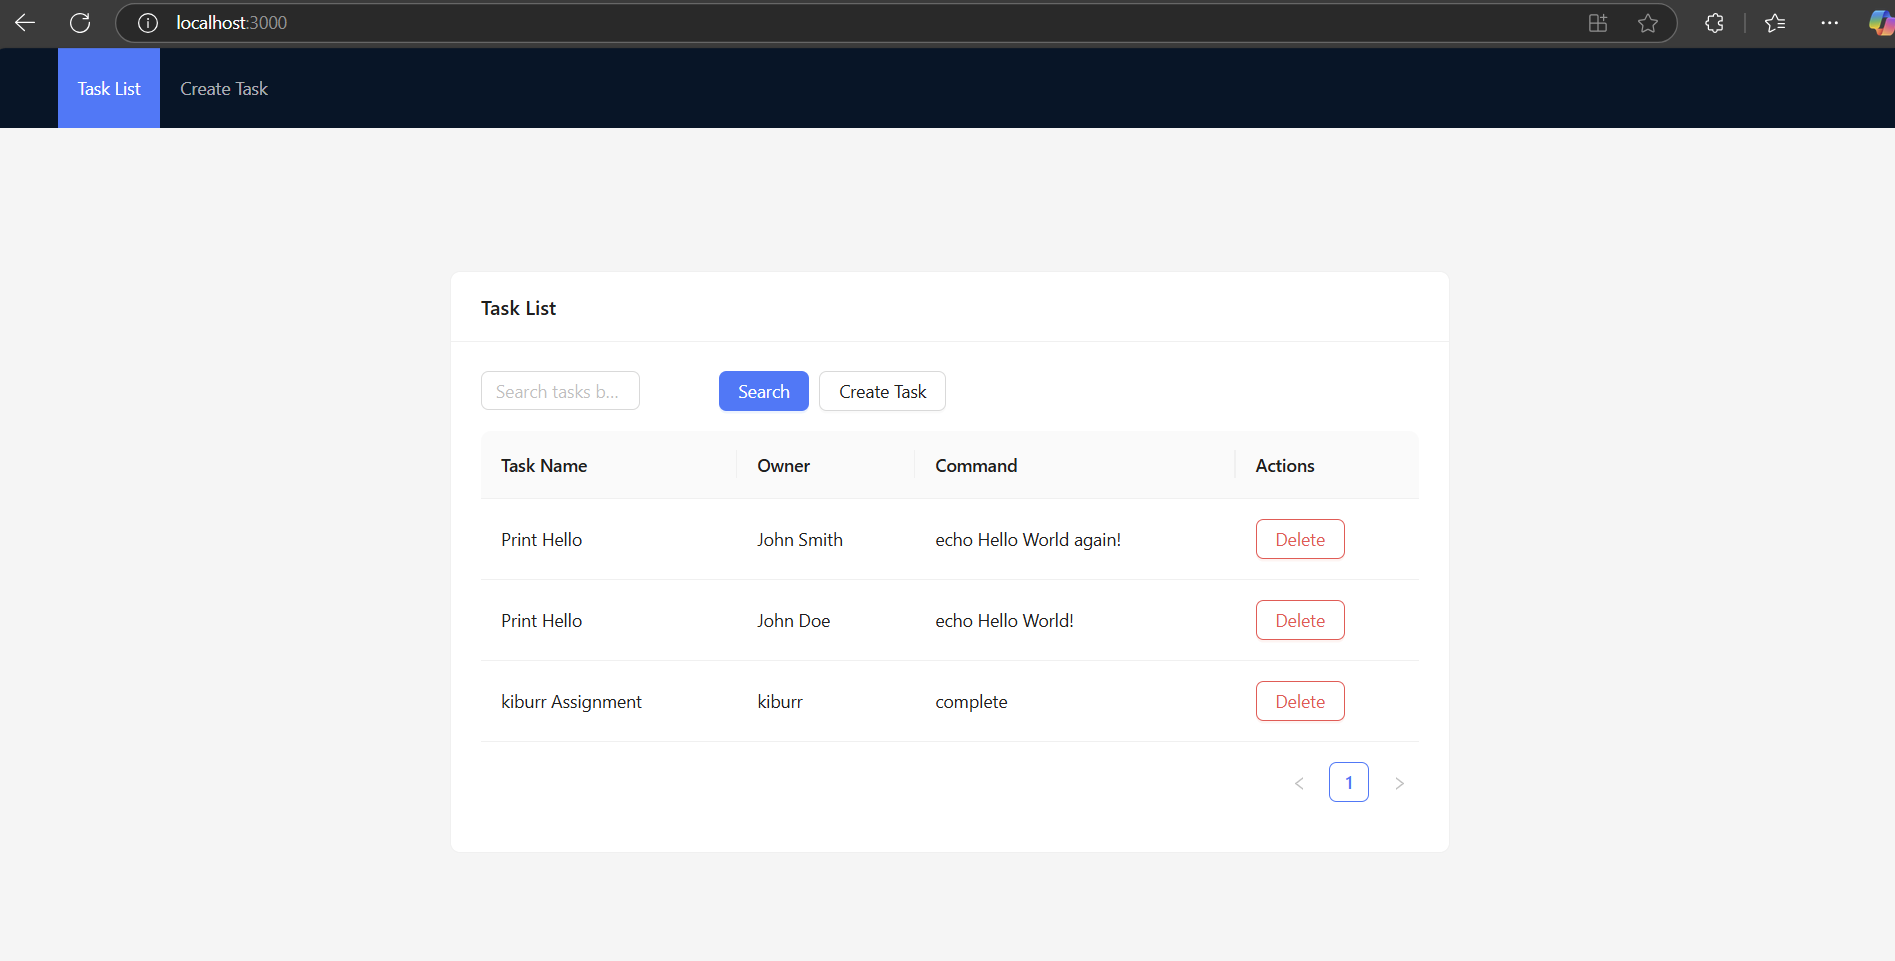 localhost:3000
Task List Create Task
Task List
Search tasks b... Search Create Task
Task Name Owner Command Actions
Print Hello John Smith echo Hello World again! Delete
Print Hello John Doe echo Hello World! Delete
kiburr Assignment kiburr complete Delete
< 1 >